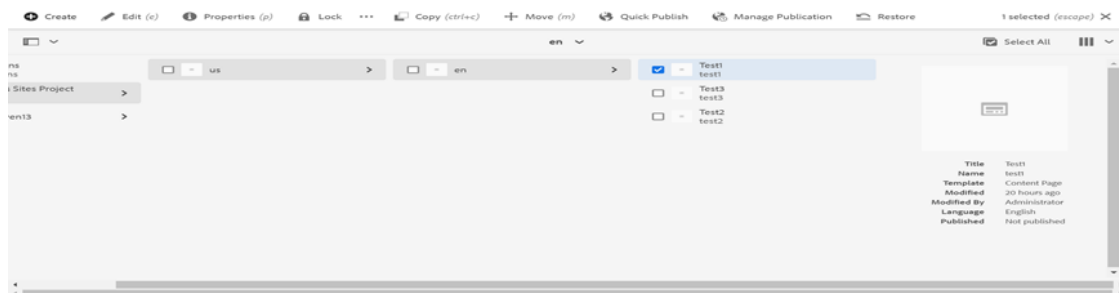 Create Edit (e) Properties (p) Lock ... Copy (ctrl+c) Move (m) Quick Publish Manage Publication Restore 1 selected (escape)
en Select All
ns
ns
us
en
Test1
test1
s Sites Project
Test3
test3
ven13
Test2
test2
Title Test1
Name test1
Template Content Page
Modified 20 hours ago
Modified By Administrator
Language English
Published Not published